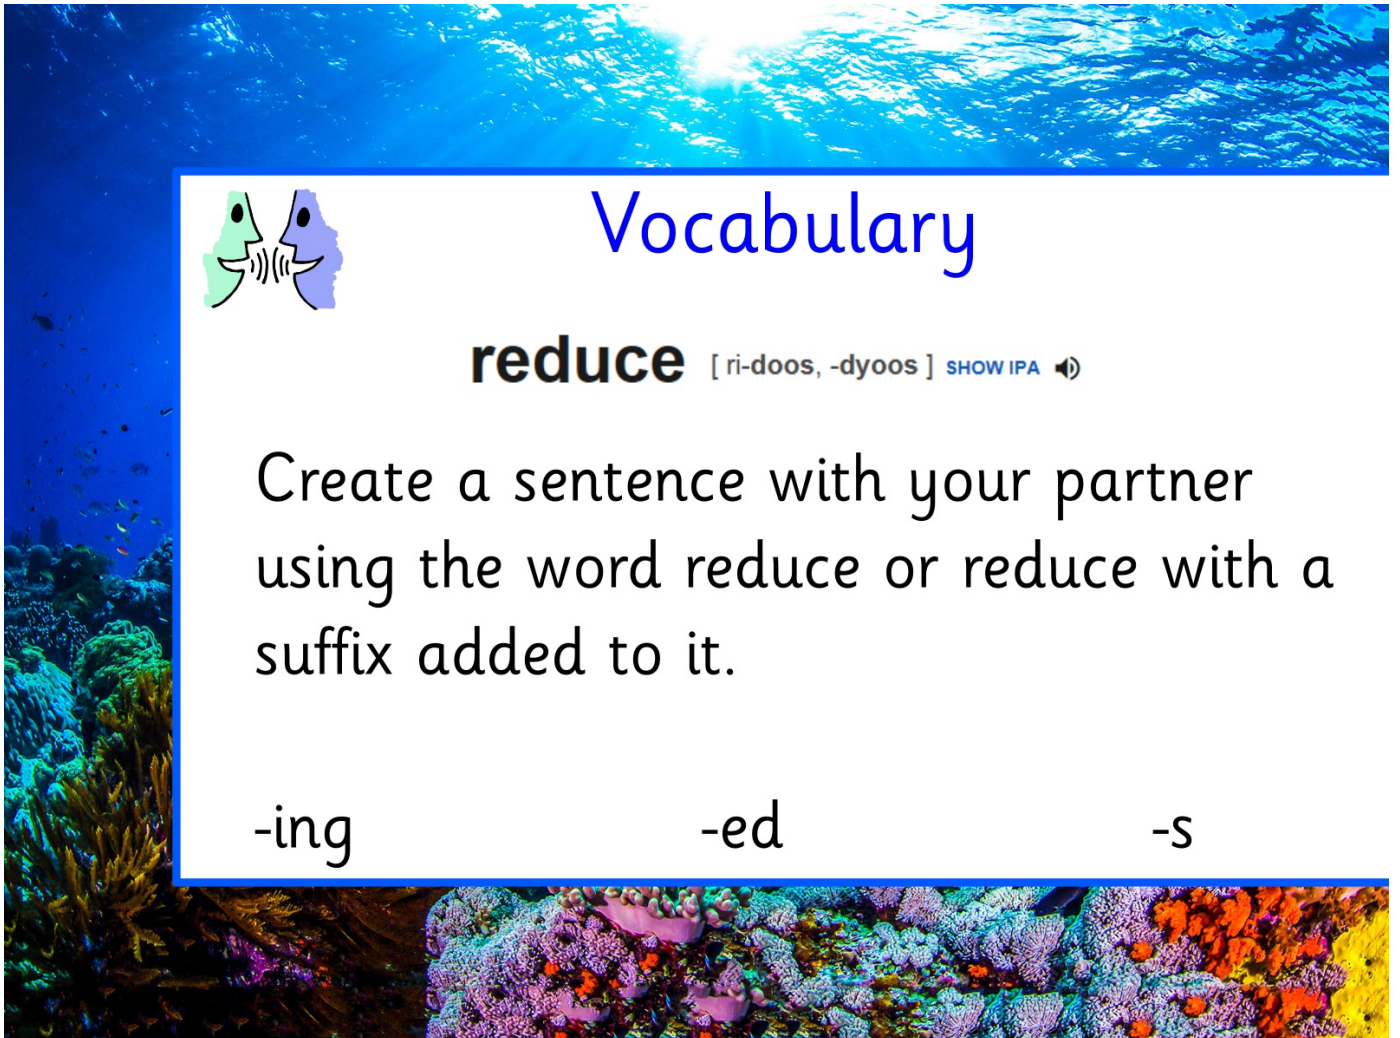 Vocabulary
reduce [ ri-doos, -dyoos ] SHOW IPA
Create a sentence with your partner
using the word reduce or reduce with a
suffix added to it.
-ing -ed -s